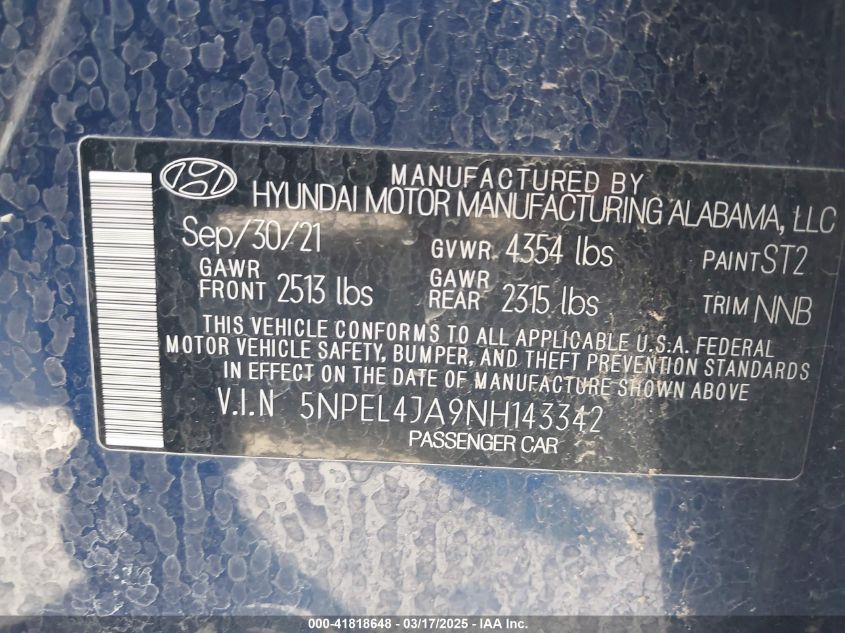 MANUFACTURED BY
HYUNDAI MOTOR MANUFACTURING ALABAMA, LLC
Sep/30/21 GVWR 4354 lbs PAINT ST2
GAWR FRONT 2513 lbs GAWR REAR 2315 lbs TRIM NNB
THIS VEHICLE CONFORMS TO ALL APPLICABLE U.S.A. FEDERAL
MOTOR VEHICLE SAFETY, BUMPER, AND THEFT PREVENTION STANDARDS
IN EFFECT ON THE DATE OF MANUFACTURE SHOWN ABOVE
V.I.N 5NPEL4JA9NH143342
PASSENGER CAR
000-41818648 - 03/17/2025 - IAA Inc.